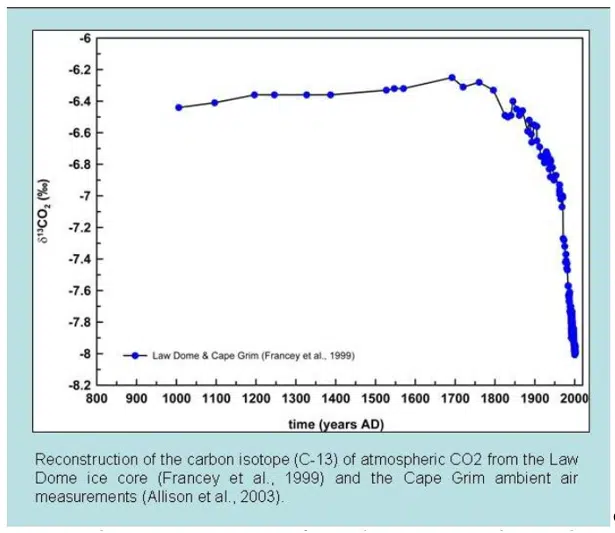 -6
-6.2
-6.4
-6.6
-6.8
-7
-7.2
-7.4
-7.6
-7.8
-8
-8.2
δ13CO2 (‰)
Law Dome & Cape Grim (Francey et al., 1999)
800 900 1000 1100 1200 1300 1400 1500 1600 1700 1800 1900 2000
time (years AD)
Reconstruction of the carbon isotope (C-13) of atmospheric CO2 from the Law
Dome ice core (Francey et al., 1999) and the Cape Grim ambient air
measurements (Allison et al., 2003).